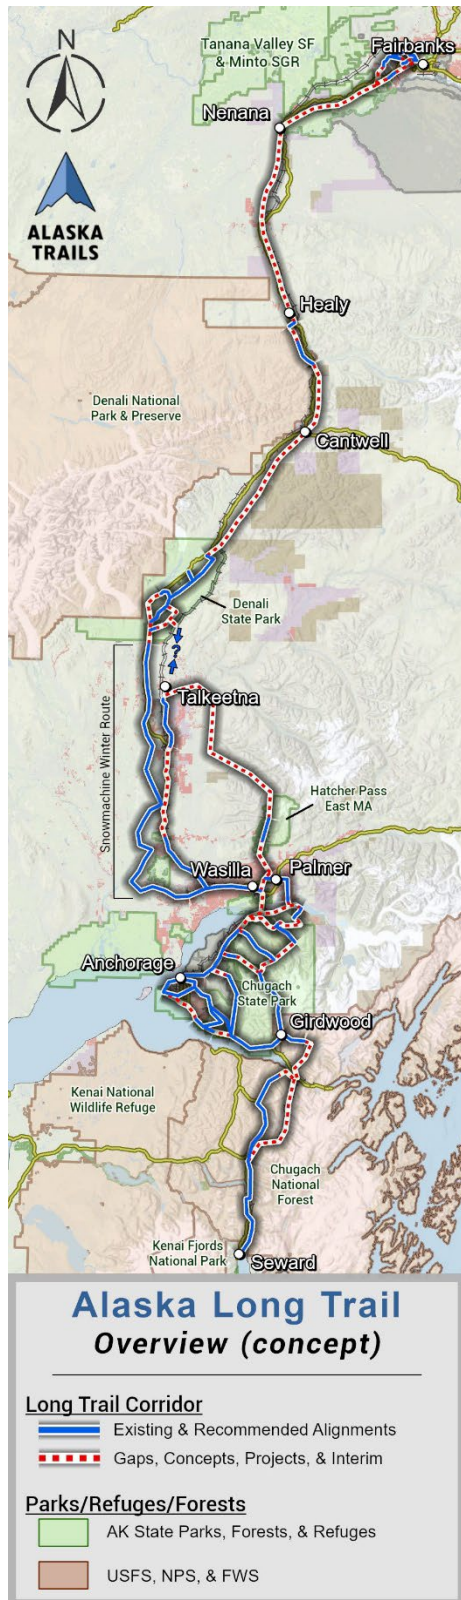 N
Tanana Valley SF
& Minto SGR
Fairbanks
Nenana
ALASKA
TRAILS
Healy
Denali National
Park & Preserve
Cantwell
Denali
State Park
?
Talkeetna
Snowmachine Winter Route
Hatcher Pass
East MA
Wasilla
Palmer
Anchorage
Chugach
State Park
Girdwood
Kenai National
Wildlife Refuge
Chugach
National
Forest
Kenai Fjords
National Park
Seward
Alaska Long Trail
Overview (concept)
Long Trail Corridor
Existing & Recommended Alignments
Gaps, Concepts, Projects, & Interim
Parks/Refuges/Forests
AK State Parks, Forests, & Refuges
USFS, NPS, & FWS